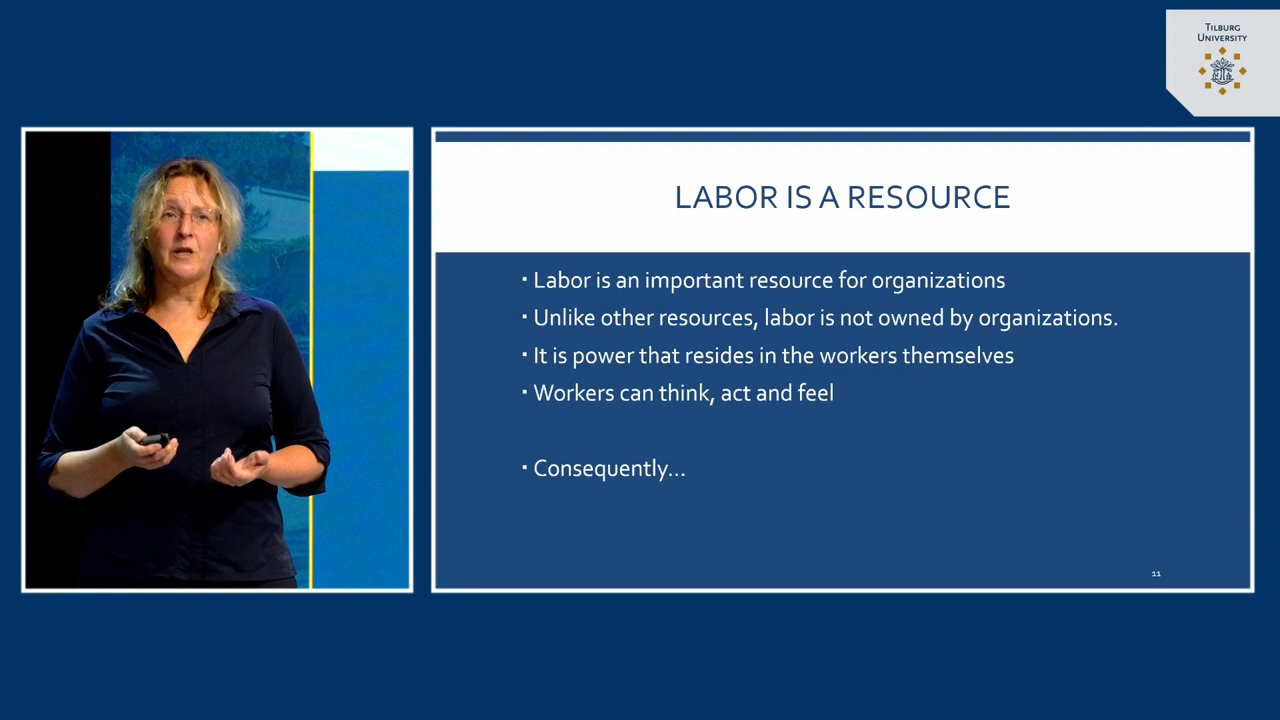 TILBURG
UNIVERSITY
LABOR IS A RESOURCE
▪ Labor is an important resource for organizations
▪ Unlike other resources, labor is not owned by organizations.
▪ It is power that resides in the workers themselves
▪ Workers can think, act and feel
▪ Consequently...
11